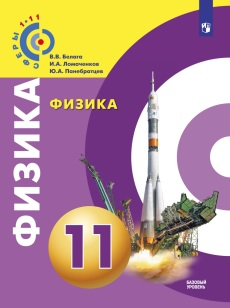 СФЕРЫ 1-11
В.В. Белага
И.А. Ломаченков
Ю.А. Панебратцев
ФИЗИКА
ФИЗИКА
11
БАЗОВЫЙ
УРОВЕНЬ